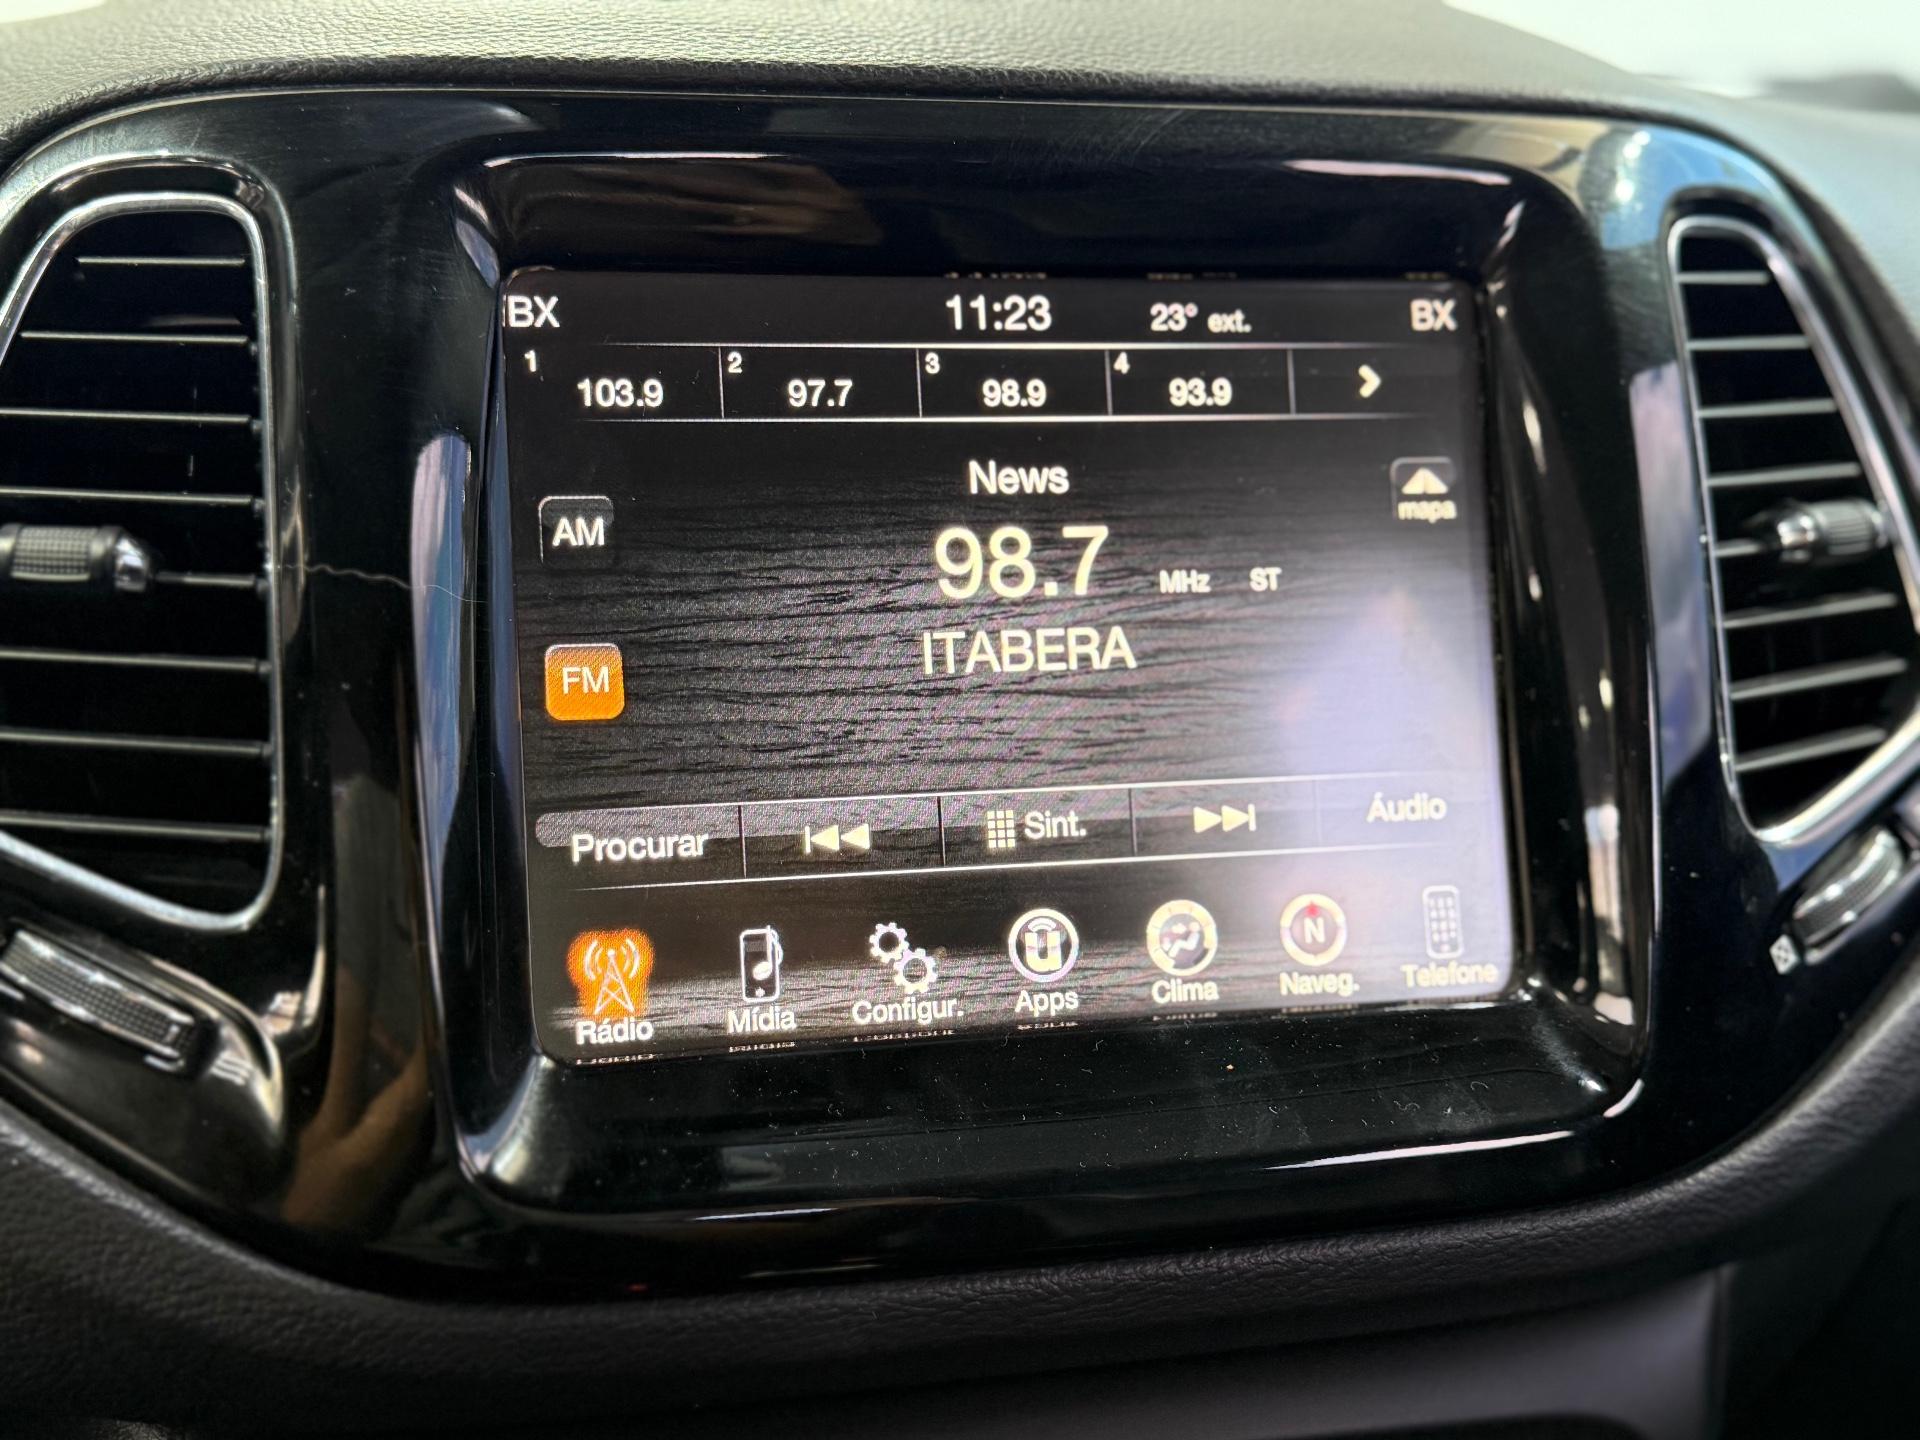 BX 11:23 23° ext. BX
1 2 3 4
103.9 97.7 98.9 93.9
News
mapa
AM
98.7 MHz ST
ITABERA
FM
Procurar Sint. Áudio
U N
Rádio Mídia Configur. Apps Clima Naveg. Telefone